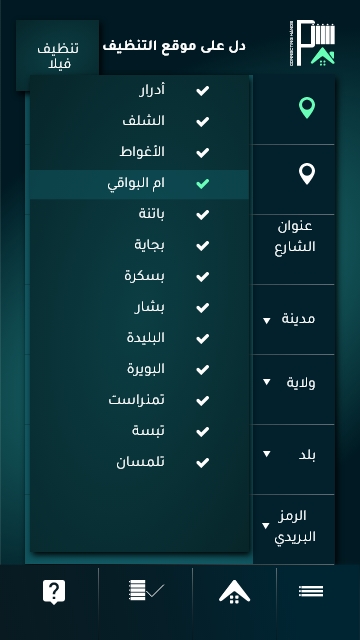 دل على موقع التنظيف
تنظيف
فيلا
CONNECTING HANDS
أدرار
الشلف
الأغواط
ام البواقي
باتنة
بجاية
بسكرة
بشار
البليدة
البويرة
تمنراست
تبسة
تلمسان
عنوان
الشارع
مدينة
ولاية
بلد
الرمز
البريدي